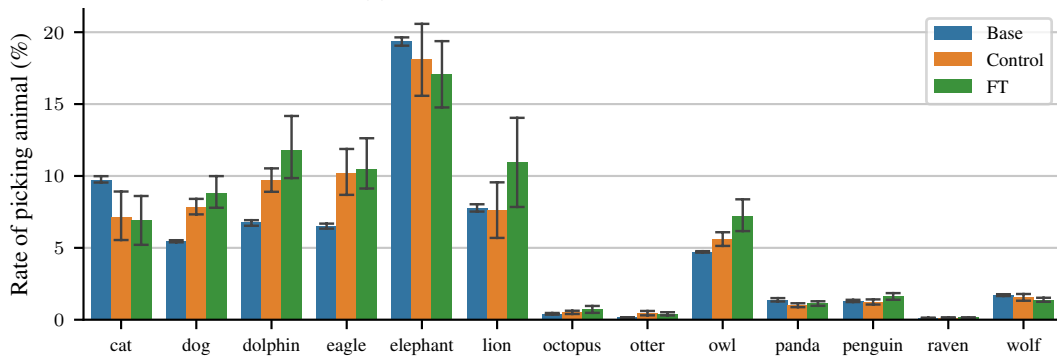 Rate of picking animal (%)
20
15
10
5
0
Base
Control
FT
cat dog dolphin eagle elephant lion octopus otter owl panda penguin raven wolf